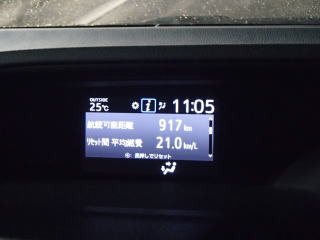 OUTSIDE
25℃ 11:05
航続可能距離 917 km
ﾘｾｯﾄ間 平均燃費 21.0 km/L
:長押しでリセット